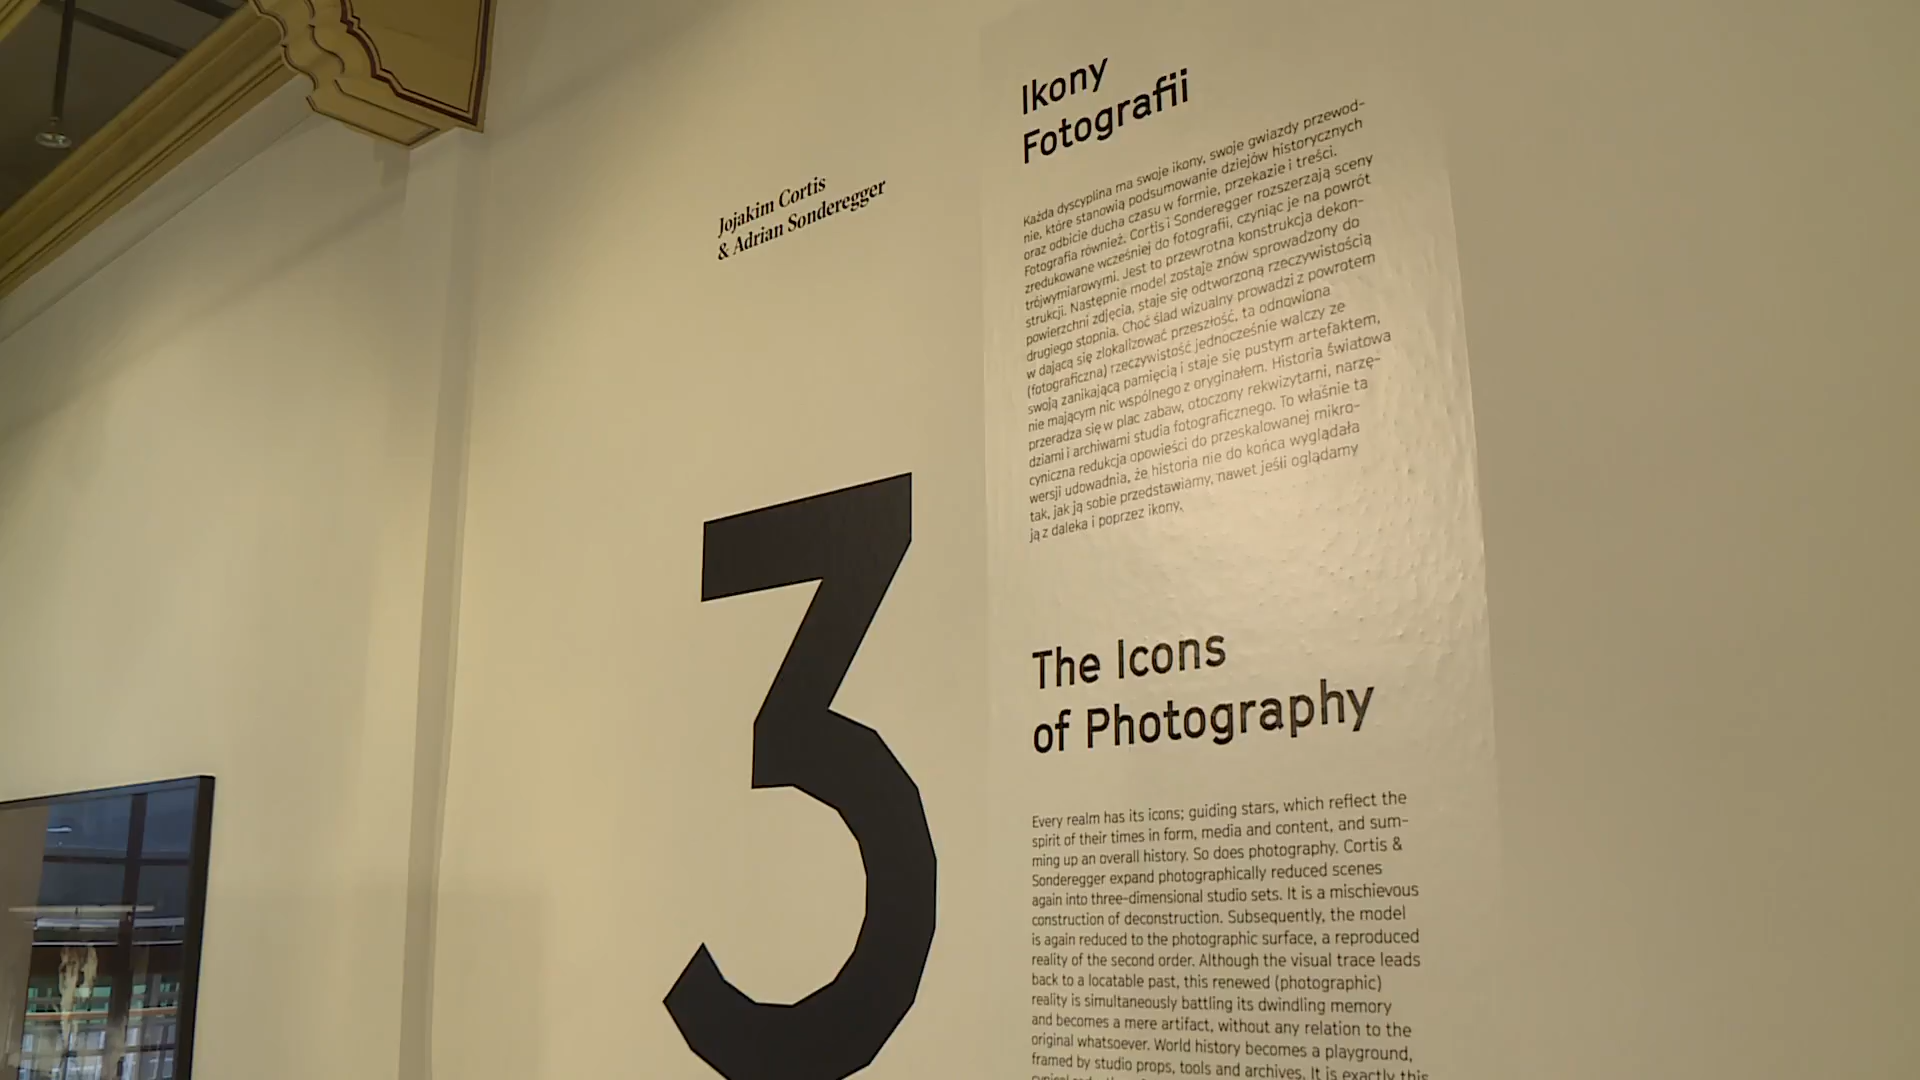 Jojakim Cortis
& Adrian Sonderegger
3
Ikony
Fotografii
Każda dyscyplina ma swoje ikony, swoje gwiazdy przewod-
nie, które stanowią podsumowanie dziejów historycznych
oraz odbicie ducha czasu w formie, przekazie i treści.
Fotografia również. Cortis i Sonderegger rozszerzają sceny
zredukowane wcześniej do fotografii, czyniąc je na powrót
trójwymiarowymi. Jest to przewrotna konstrukcja dekon-
strukcji. Następnie model zostaje znów sprowadzony do
powierzchni zdjęcia, staje się odtworzoną rzeczywistością
drugiego stopnia. Choć ślad wizualny prowadzi z powrotem
w dającą się zlokalizować przeszłość, ta odnowiona
(fotograficzna) rzeczywistość jednocześnie walczy ze
swoją zanikającą pamięcią i staje się pustym artefaktem,
nie mającym nic wspólnego z oryginałem. Historia światowa
przeradza się w plac zabaw, otoczony rekwizytami, narzę-
dziami i archiwami studia fotograficznego. To właśnie ta
cyniczna redukcja opowieści do przeskalowanej mikro-
wersji udowadnia, że historia nie do końca wyglądała
tak, jak ją sobie przedstawiamy, nawet jeśli oglądamy
ją z daleka i poprzez ikony.
The Icons
of Photography
Every realm has its icons; guiding stars, which reflect the
spirit of their times in form, media and content, and sum-
ming up an overall history. So does photography. Cortis &
Sonderegger expand photographically reduced scenes
again into three-dimensional studio sets. It is a mischievous
construction of deconstruction. Subsequently, the model
is again reduced to the photographic surface, a reproduced
reality of the second order. Although the visual trace leads
back to a locatable past, this renewed (photographic)
reality is simultaneously battling its dwindling memory
and becomes a mere artifact, without any relation to the
original whatsoever. World history becomes a playground,
framed by studio props, tools and archives. It is exactly this